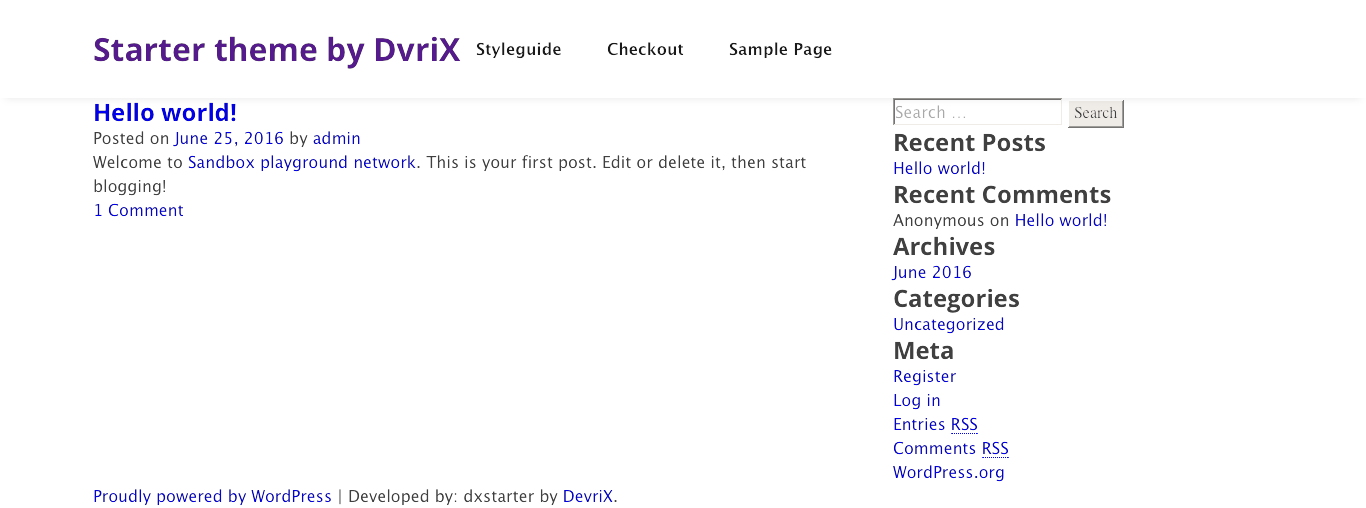 Starter theme by DvriX
Styleguide
Checkout
Sample Page
Hello world!
Posted on June 25, 2016 by admin
Welcome to Sandbox playground network. This is your first post. Edit or delete it, then start
blogging!
1 Comment
Search …
Search
Recent Posts
Hello world!
Recent Comments
Anonymous on Hello world!
Archives
June 2016
Categories
Uncategorized
Meta
Register
Log in
Entries RSS
Comments RSS
WordPress.org
Proudly powered by WordPress | Developed by: dxstarter by DevriX.